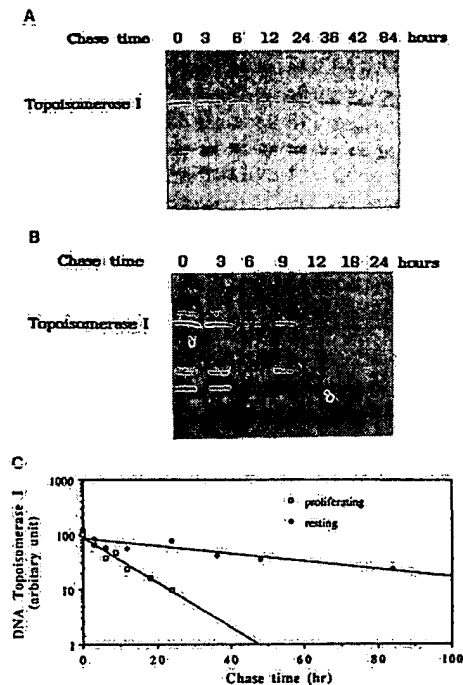 A
Chase time 0 3 6 12 24 36 42 84 hours
Topoisomerase I
B
Chase time 0 3 6 9 12 18 24 hours
Topoisomerase I
C
1000
100
10
1
DNA Topoisomerase I
(arbitary unit)
proliferating
resting
0 20 40 60 80 100
Chase time (hr)